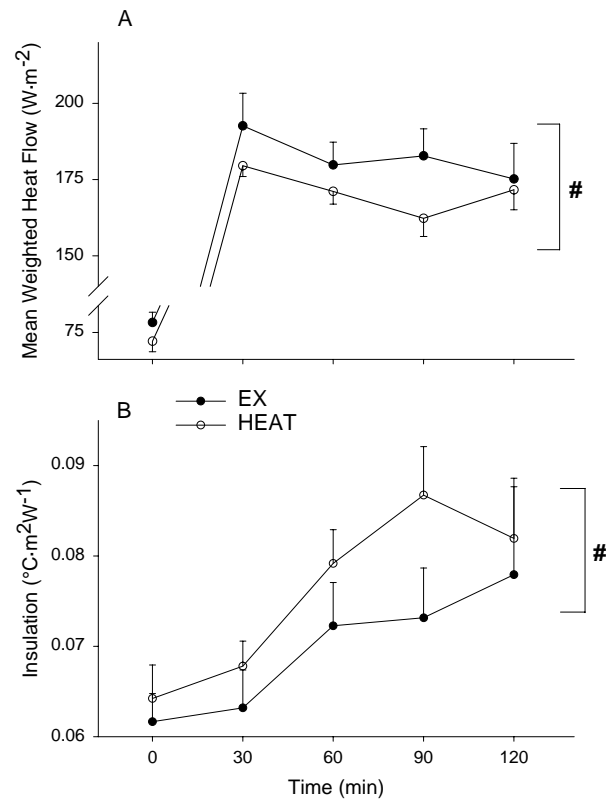 A
Mean Weighted Heat Flow (W·m-2)
200
175
150
75
#
B
EX
HEAT
Insulation (°C·m2W-1)
0.09
0.08
0.07
0.06
#
0 30 60 90 120
Time (min)